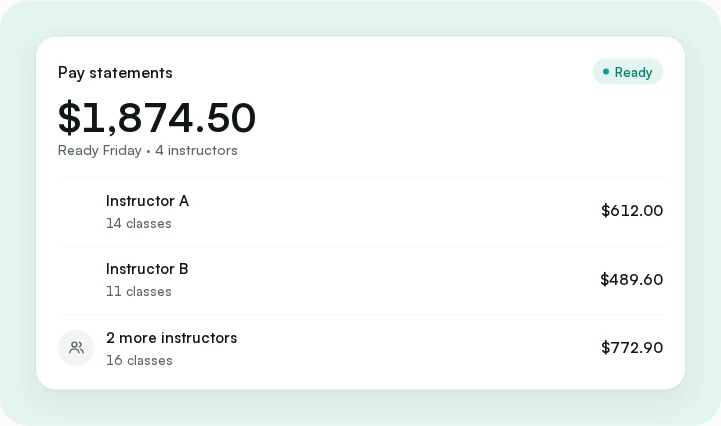 Pay statements
Ready
$1,874.50
Ready Friday • 4 instructors
Instructor A
14 classes
$612.00
Instructor B
11 classes
$489.60
2 more instructors
16 classes
$772.90